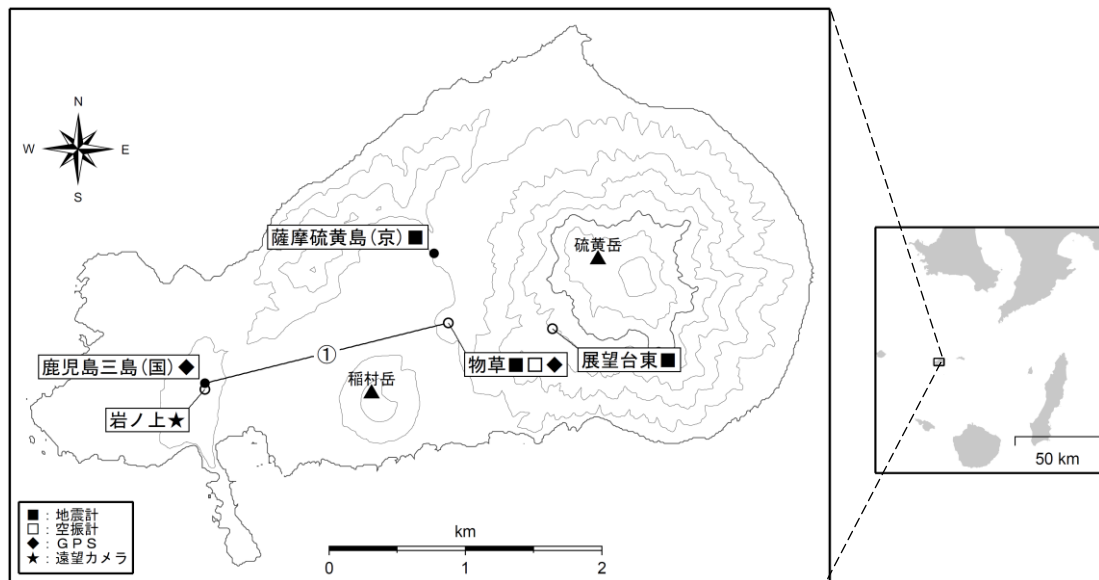 N
W E
S
薩摩硫黄島(京)■
硫黄岳
①
鹿児島三島(国)◆
物草■□◆
展望台東■
稲村岳
岩ノ上★
■：地震計
□：空振計
◆：GPS
★：遠望カメラ
km
0 1 2
50 km